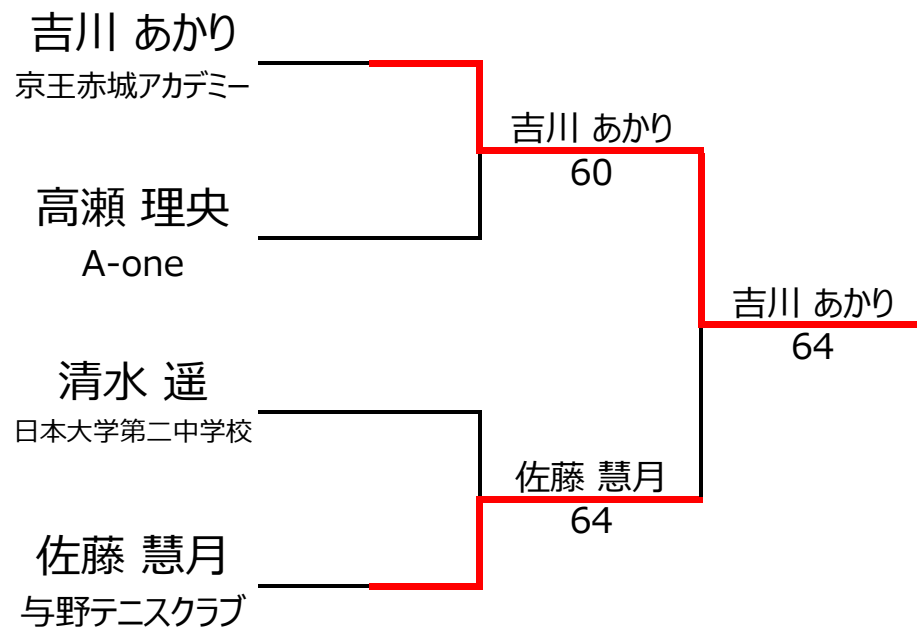 吉川 あかり
京王赤城アカデミー
吉川 あかり
60
高瀬 理央
A-one
吉川 あかり
64
清水 遥
日本大学第二中学校
佐藤 慧月
64
佐藤 慧月
与野テニスクラブ